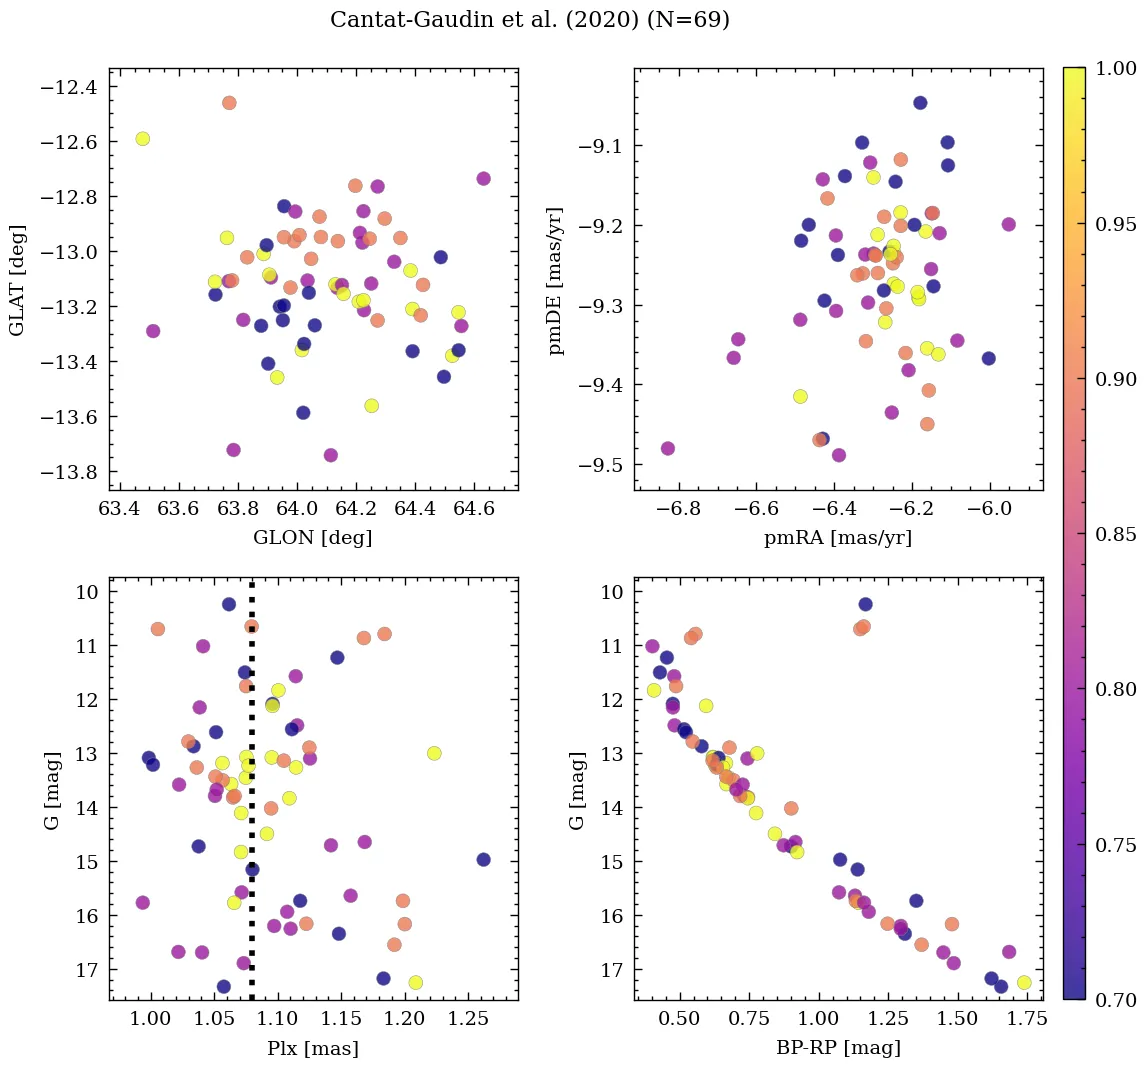 Cantat-Gaudin et al. (2020) (N=69)
−12.4
−12.6
−12.8
−13.0
−13.2
−13.4
−13.6
−13.8
GLAT [deg]
63.4 63.6 63.8 64.0 64.2 64.4 64.6
GLON [deg]
−9.1
−9.2
−9.3
−9.4
−9.5
pmDE [mas/yr]
−6.8 −6.6 −6.4 −6.2 −6.0
pmRA [mas/yr]
10
11
12
13
14
15
16
17
G [mag]
1.00 1.05 1.10 1.15 1.20 1.25
Plx [mas]
10
11
12
13
14
15
16
17
G [mag]
0.50 0.75 1.00 1.25 1.50 1.75
BP-RP [mag]
1.00
0.95
0.90
0.85
0.80
0.75
0.70